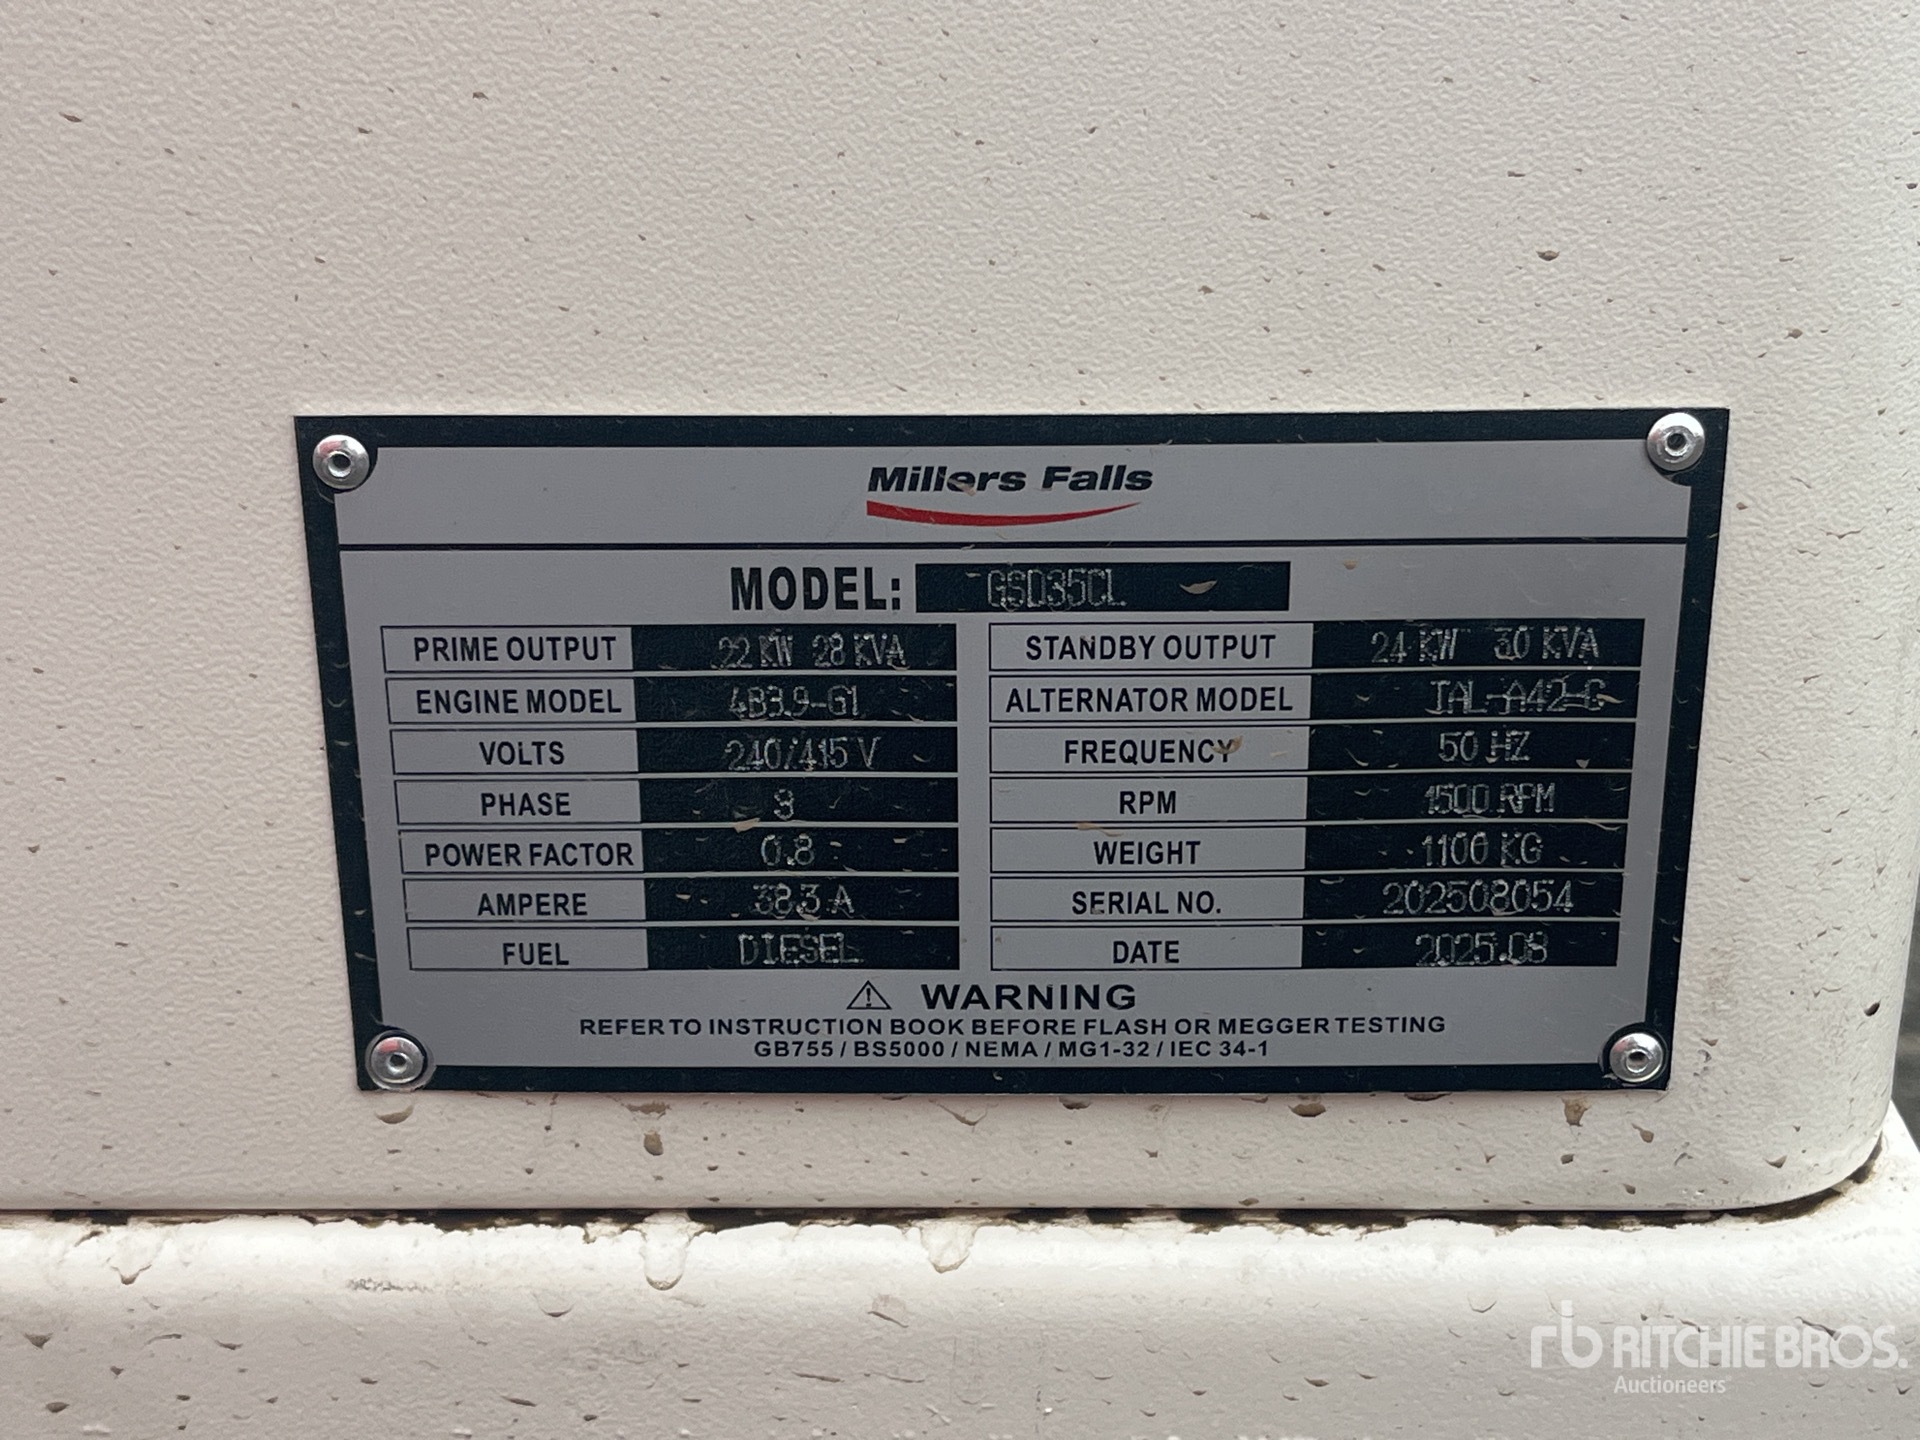 Millers Falls
MODEL: GSD35CL
PRIME OUTPUT 22 KW 28 KVA STANDBY OUTPUT 24 KW 30 KVA
ENGINE MODEL 4B3.9-G1 ALTERNATOR MODEL TAL-A42-C
VOLTS 240/415 V FREQUENCY 50 HZ
PHASE 3 RPM 1500 RPM
POWER FACTOR 0.8 WEIGHT 1100 KG
AMPERE 38.3 A SERIAL NO. 202508054
FUEL DIESEL DATE 2025.08
WARNING
REFER TO INSTRUCTION BOOK BEFORE FLASH OR MEGGER TESTING
GB755 / BS5000 / NEMA / MG1-32 / IEC 34-1
rb RITCHIE BROS.
Auctioneers